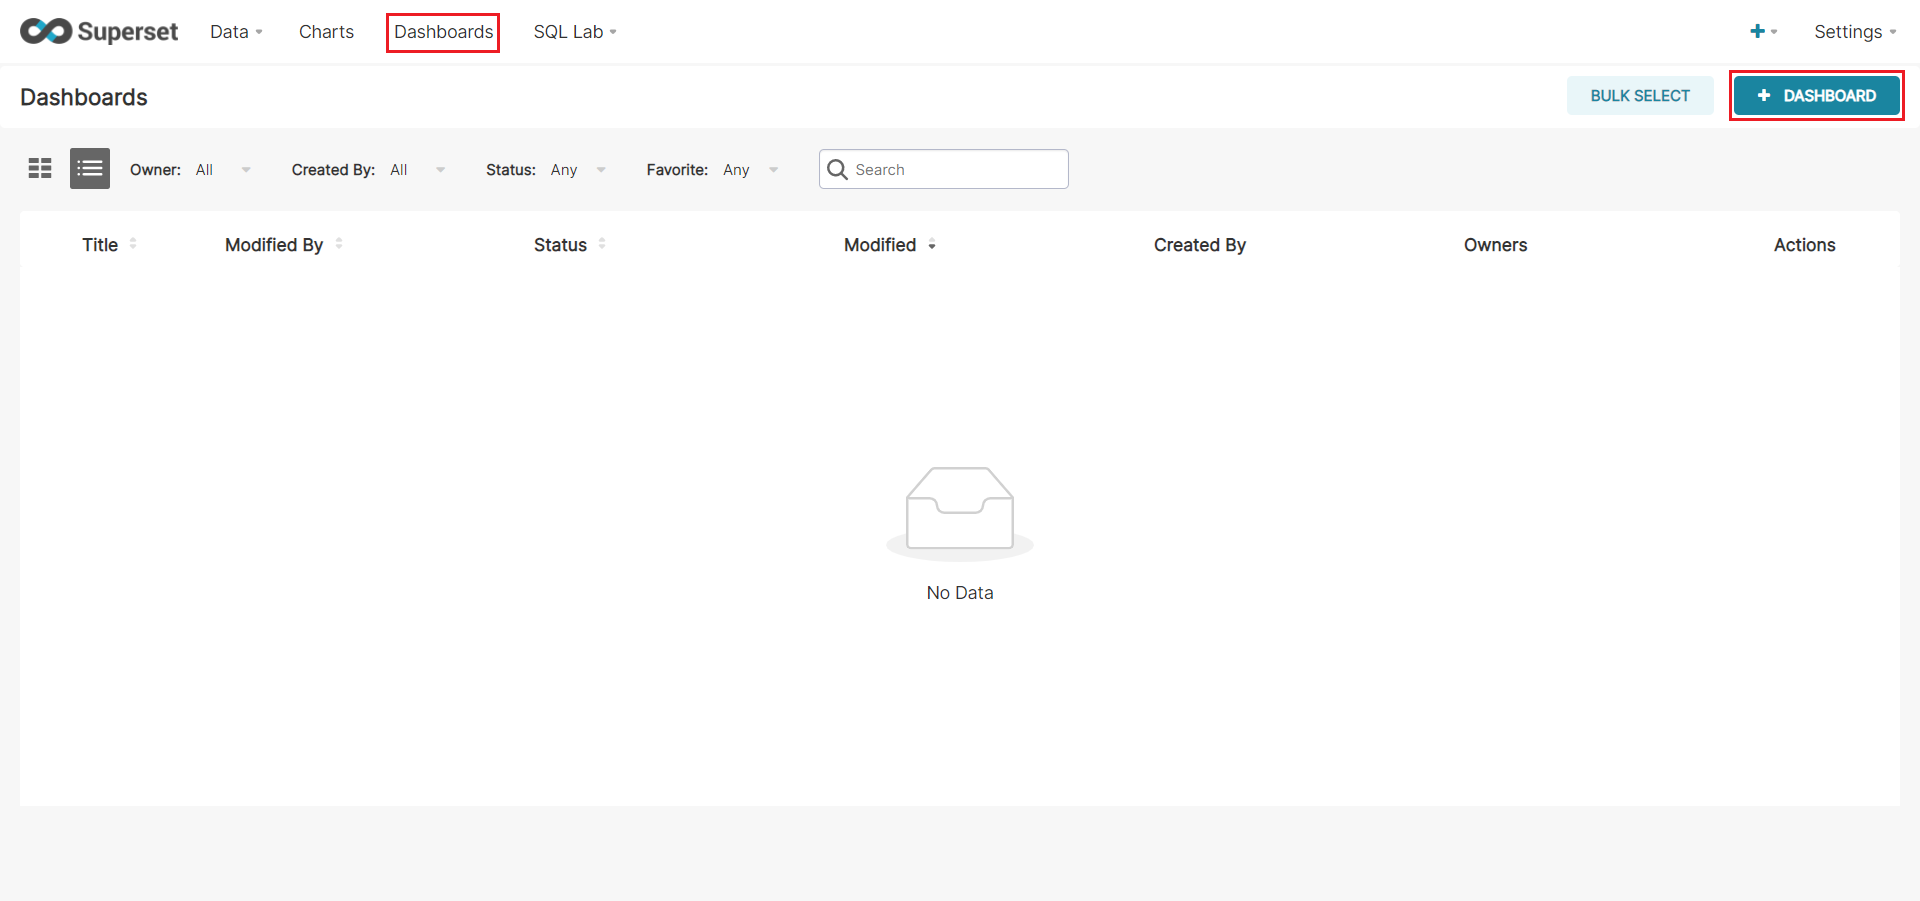 Superset Data Charts Dashboards SQL Lab + Settings
Dashboards BULK SELECT + DASHBOARD
Owner: All Created By: All Status: Any Favorite: Any Search
Title Modified By Status Modified Created By Owners Actions
No Data